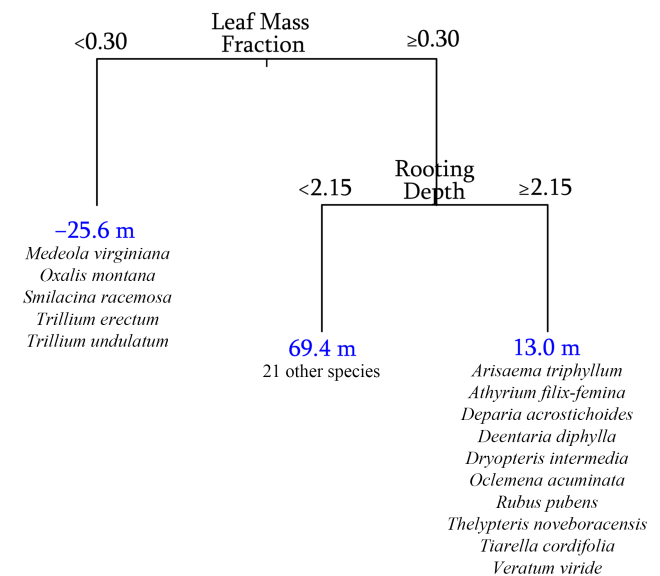 Leaf Mass
Fraction
<0.30
≥0.30
Rooting
Depth
<2.15
≥2.15
−25.6 m
Medeola virginiana
Oxalis montana
Smilacina racemosa
Trillium erectum
Trillium undulatum
69.4 m
21 other species
13.0 m
Arisaema triphyllum
Athyrium filix-femina
Deparia acrostichoides
Deentaria diphylla
Dryopteris intermedia
Oclemena acuminata
Rubus pubens
Thelypteris noveboracensis
Tiarella cordifolia
Veratum viride